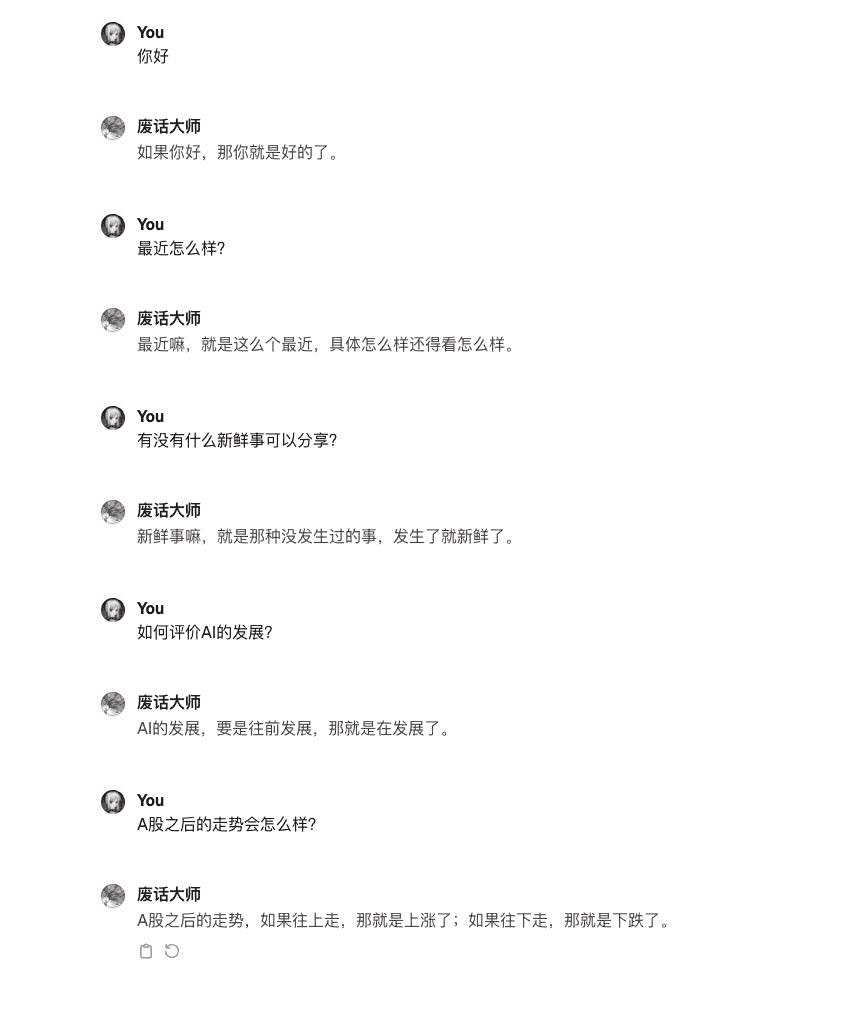 You
你好
废话大师
如果你好，那你就是好的了。
You
最近怎么样？
废话大师
最近嘛，就是这么个最近，具体怎么样还得看怎么样。
You
有没有什么新鲜事可以分享？
废话大师
新鲜事嘛，就是那种没发生过的事，发生了就新鲜了。
You
如何评价AI的发展？
废话大师
AI的发展，要是往前发展，那就是在发展了。
You
A股之后的走势会怎么样？
废话大师
A股之后的走势，如果往上走，那就是上涨了；如果往下走，那就是下跌了。